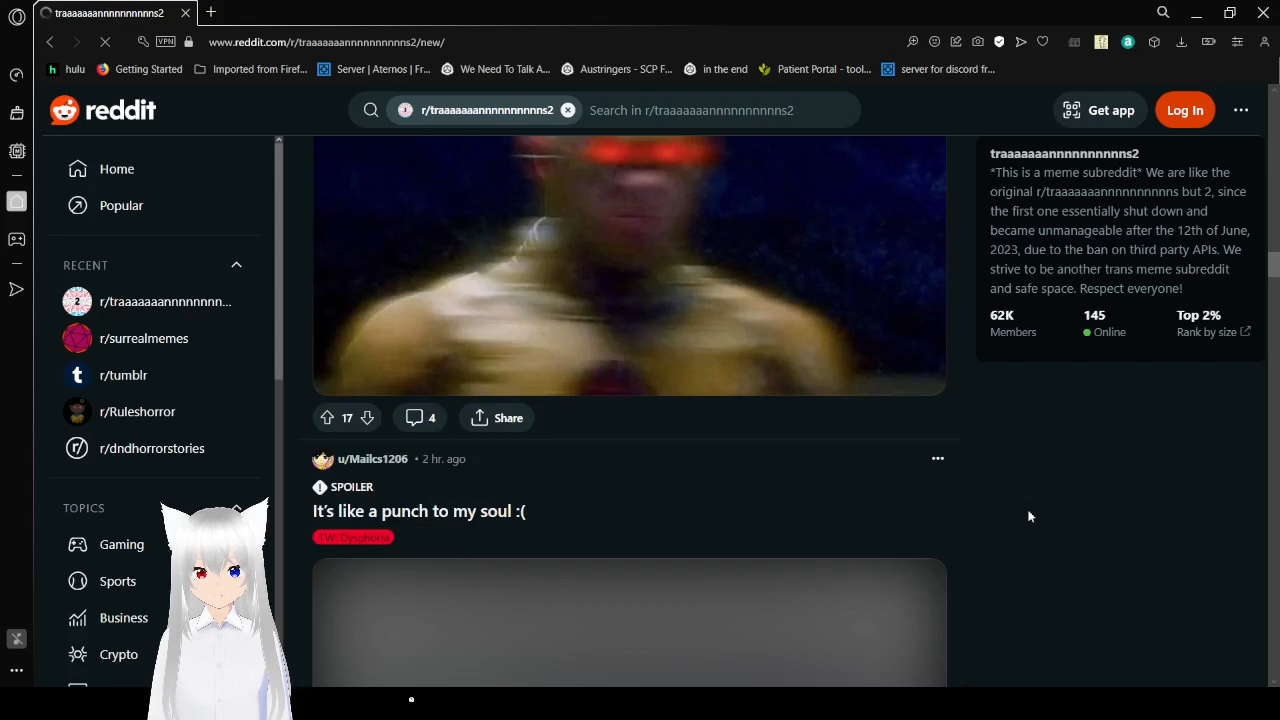 traaaaaaannnnnnnnnns2
VPN
www.reddit.com/r/traaaaaaannnnnnnnnns2/new/
hulu
Getting Started
Imported from Firef...
Server | Aternos | Fr...
We Need To Talk A...
Austringers - SCP F...
in the end
Patient Portal - tool...
server for discord fr...
reddit
r/traaaaaaannnnnnnnnns2
Search in r/traaaaaaannnnnnnnnns2
Get app
Log In
Home
Popular
RECENT
r/traaaaaaannnnnnn...
r/surrealmemes
r/tumblr
r/Ruleshorror
r/dndhorrorstories
TOPICS
Gaming
Sports
Business
Crypto
17
4
Share
u/Mailcs1206 • 2 hr. ago
SPOILER
It's like a punch to my soul :(
TW: Dysphoria
traaaaaaannnnnnnnnns2
*This is a meme subreddit* We are like the
original r/traaaaaaannnnnnnnnns but 2, since
the first one essentially shut down and
became unmanageable after the 12th of June,
2023, due to the ban on third party APIs. We
strive to be another trans meme subreddit
and safe space. Respect everyone!
62K
Members
145
Online
Top 2%
Rank by size